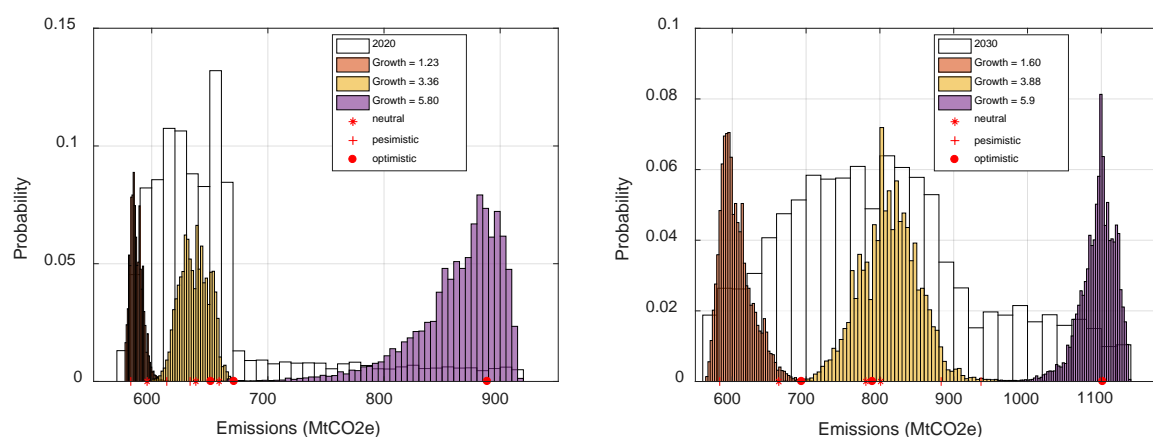 0.15
0.1
0.05
0
Probability
2020
Growth = 1.23
Growth = 3.36
Growth = 5.80
neutral
pesimistic
optimistic
600
700
800
900
Emissions (MtCO2e)
0.1
0.08
0.06
0.04
0.02
0
Probability
2030
Growth = 1.60
Growth = 3.88
Growth = 5.9
neutral
pesimistic
optimistic
600
700
800
900
1000
1100
Emissions (MtCO2e)